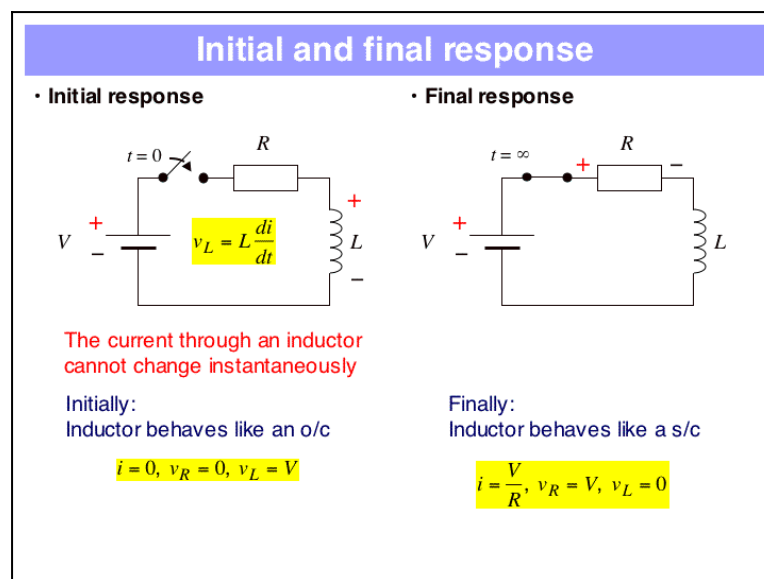 Initial and final response
• Initial response
t = 0
R
+
+
V
−
v_L = L di/dt
L
−
The current through an inductor
cannot change instantaneously
Initially:
Inductor behaves like an o/c
i = 0, v_R = 0, v_L = V
• Final response
t = ∞
+
R
−
+
V
−
L
Finally:
Inductor behaves like a s/c
i = V/R, v_R = V, v_L = 0